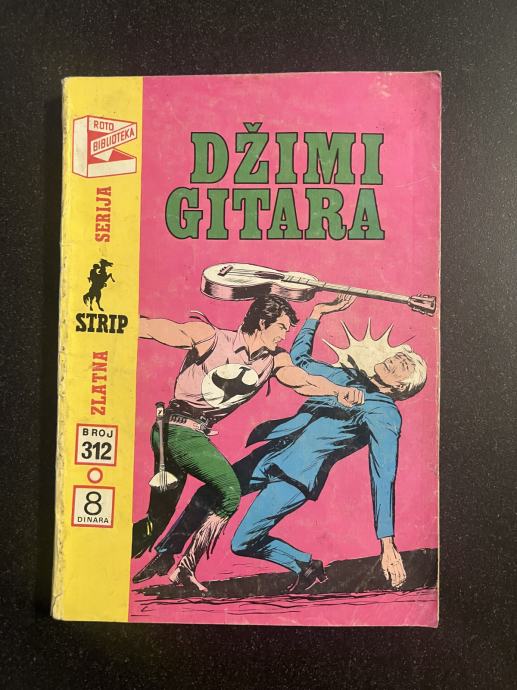 ROTO
BIBLIOTEKA
ZLATNA
STRIP
SERIJA
BROJ
312
8
DINARA
DŽIMI
GITARA